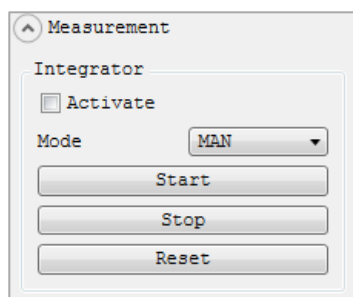 Measurement
Integrator
Activate
Mode MAN
Start
Stop
Reset